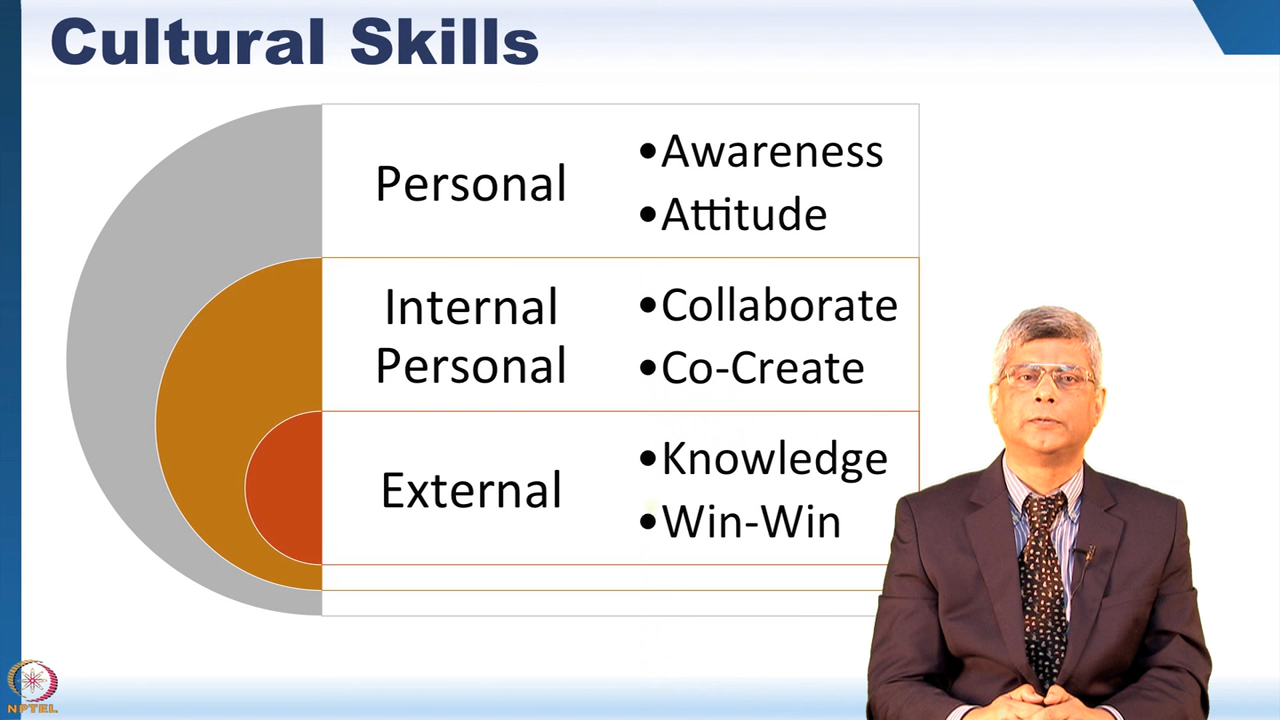 Cultural Skills
Personal
•Awareness
•Attitude
Internal
Personal
•Collaborate
•Co-Create
External
•Knowledge
•Win-Win
NPTEL